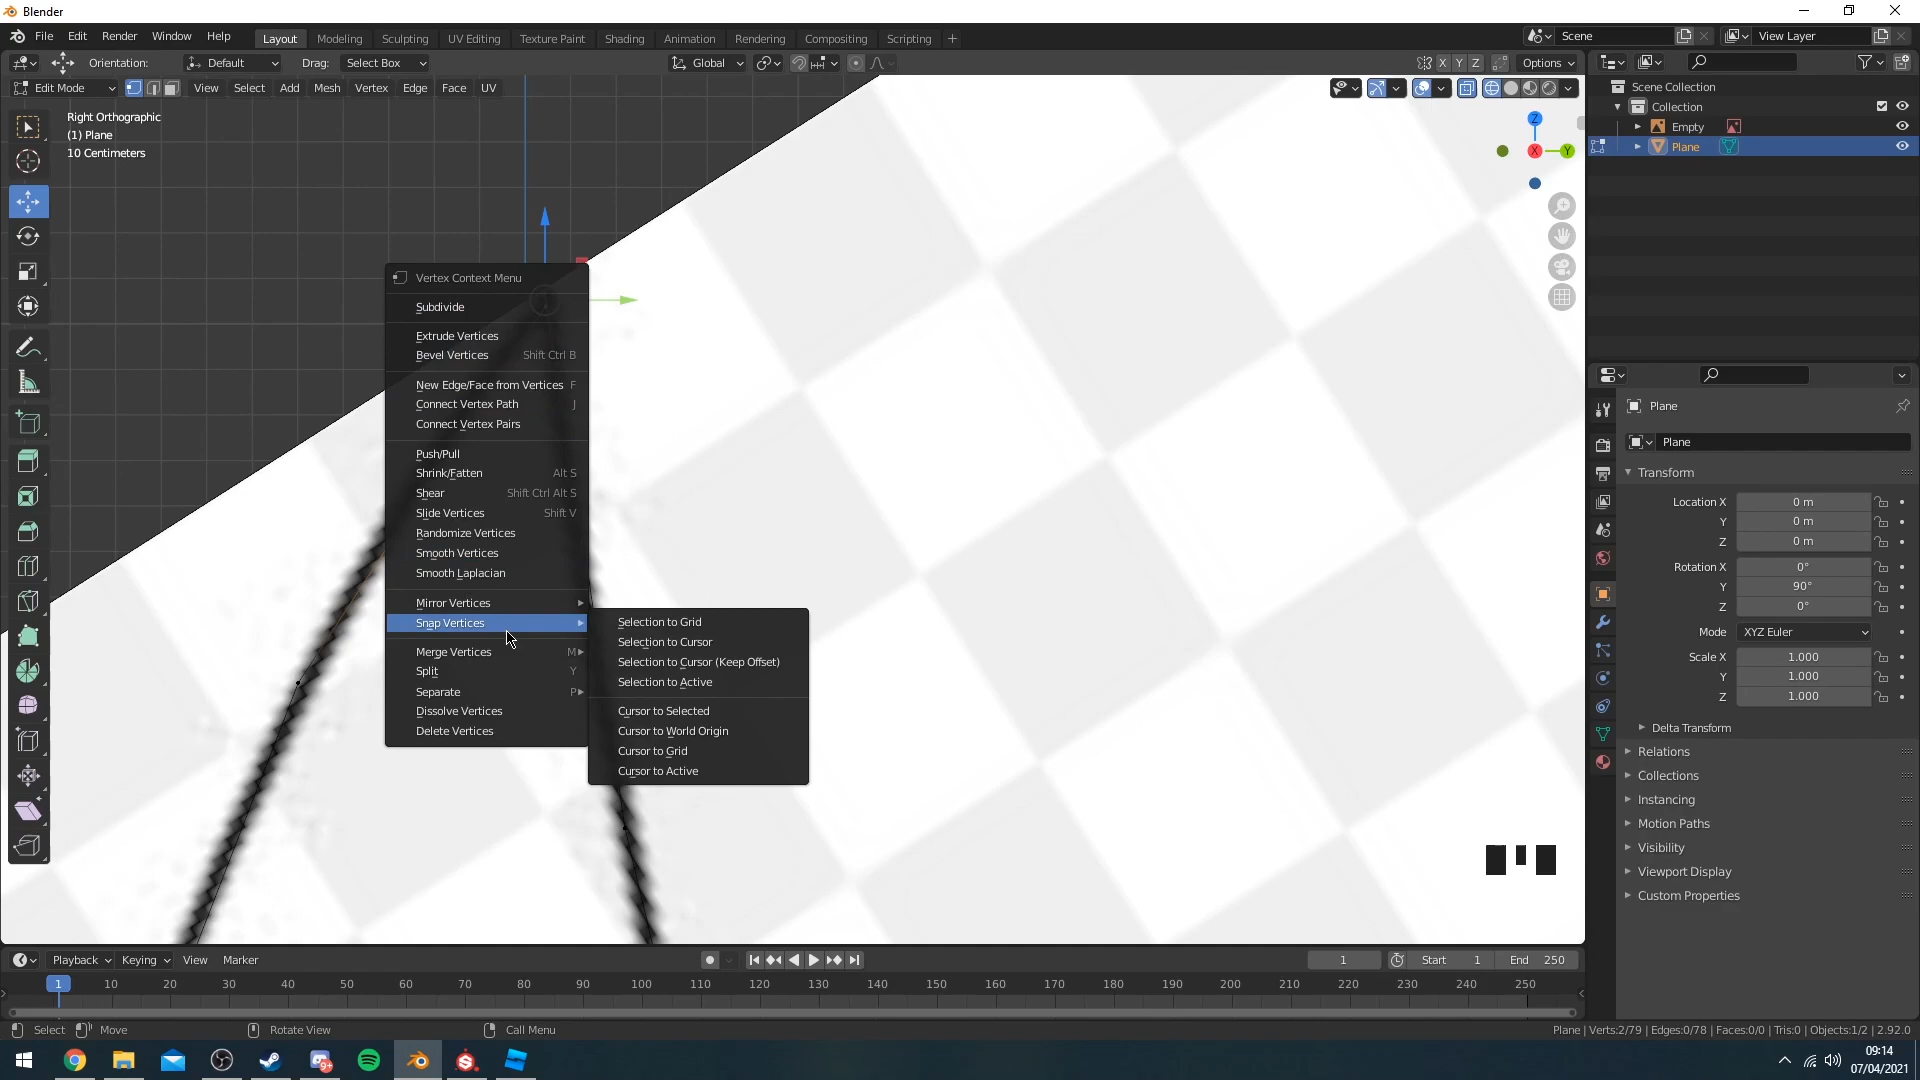 Blender
File Edit Render Window Help
Layout Modeling Sculpting UV Editing Texture Paint Shading Animation Rendering Compositing Scripting +
Scene
View Layer
Orientation: Default Drag: Select Box
Global
X Y Z Options
Edit Mode View Select Add Mesh Vertex Edge Face UV
Right Orthographic
(1) Plane
10 Centimeters
Z
X
Y
Scene Collection
Collection
Empty
Plane
Vertex Context Menu
Subdivide
Extrude Vertices
Bevel Vertices Shift Ctrl B
New Edge/Face from Vertices F
Connect Vertex Path J
Connect Vertex Pairs
Push/Pull
Shrink/Fatten Alt S
Shear Shift Ctrl Alt S
Slide Vertices Shift V
Randomize Vertices
Smooth Vertices
Smooth Laplacian
Mirror Vertices
Snap Vertices
Merge Vertices M
Split Y
Separate P
Dissolve Vertices
Delete Vertices
Selection to Grid
Selection to Cursor
Selection to Cursor (Keep Offset)
Selection to Active
Cursor to Selected
Cursor to World Origin
Cursor to Grid
Cursor to Active
Plane
Plane
Transform
Location X 0 m
Y 0 m
Z 0 m
Rotation X 0°
Y 90°
Z 0°
Mode XYZ Euler
Scale X 1.000
Y 1.000
Z 1.000
Delta Transform
Relations
Collections
Instancing
Motion Paths
Visibility
Viewport Display
Custom Properties
Playback Keying View Marker
1 Start 1 End 250
1 10 20 30 40 50 60 70 80 90 100 110 120 130 140 150 160 170 180 190 200 210 220 230 240 250
Select Move Rotate View Call Menu
Plane | Verts:2/79 | Edges:0/78 | Faces:0/0 | Tris:0 | Objects:1/2 | 2.92.0
9+
09:14
07/04/2021